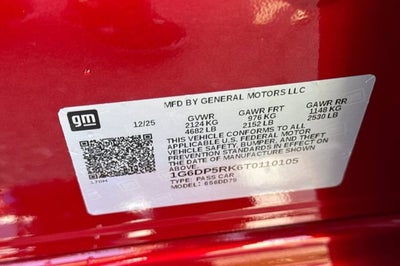 MFD BY GENERAL MOTORS LLC
gm
12/25
GVWR GAWR FRT GAWR RR
2124 KG 976 KG 1148 KG
4682 LB 2152 LB 2530 LB
THIS VEHICLE CONFORMS TO ALL
APPLICABLE U.S. FEDERAL MOTOR
VEHICLE SAFETY, BUMPER, AND THEFT
PREVENTION STANDARDS IN EFFECT ON
THE DATE OF MANUFACTURE SHOWN
ABOVE.
1G6DP5RK6T0110105
TYPE: PASS CAR
MODEL: 6S6DD79